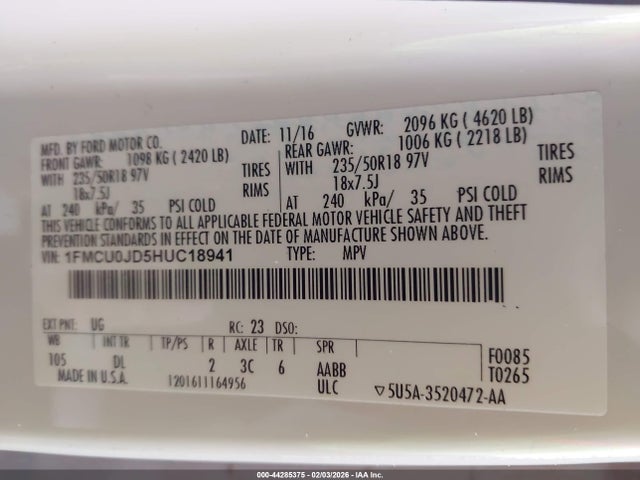 MFD. BY FORD MOTOR CO. DATE: 11/16 GVWR: 2096 KG ( 4620 LB)
FRONT GAWR: 1098 KG ( 2420 LB) REAR GAWR: 1006 KG ( 2218 LB)
WITH 235/50R18 97V TIRES WITH 235/50R18 97V TIRES
18x7.5J RIMS 18x7.5J RIMS
AT 240 kPa/ 35 PSI COLD AT 240 kPa/ 35 PSI COLD
THIS VEHICLE CONFORMS TO ALL APPLICABLE FEDERAL MOTOR VEHICLE SAFETY AND THEFT
PREVENTION STANDARDS IN EFFECT ON THE DATE OF MANUFACTURE SHOWN ABOVE.
VIN: 1FMCU0JD5HUC18941 TYPE: MPV
EXT PNT: UG RC: 23 DSO:
WB INT TR TP/PS R AXLE TR SPR
105 DL 2 3C 6 AABB
F0085
T0265
MADE IN U.S.A. 1201611164956 ULC ▽5U5A-3520472-AA
000-44285375 - 02/03/2026 - IAA Inc.